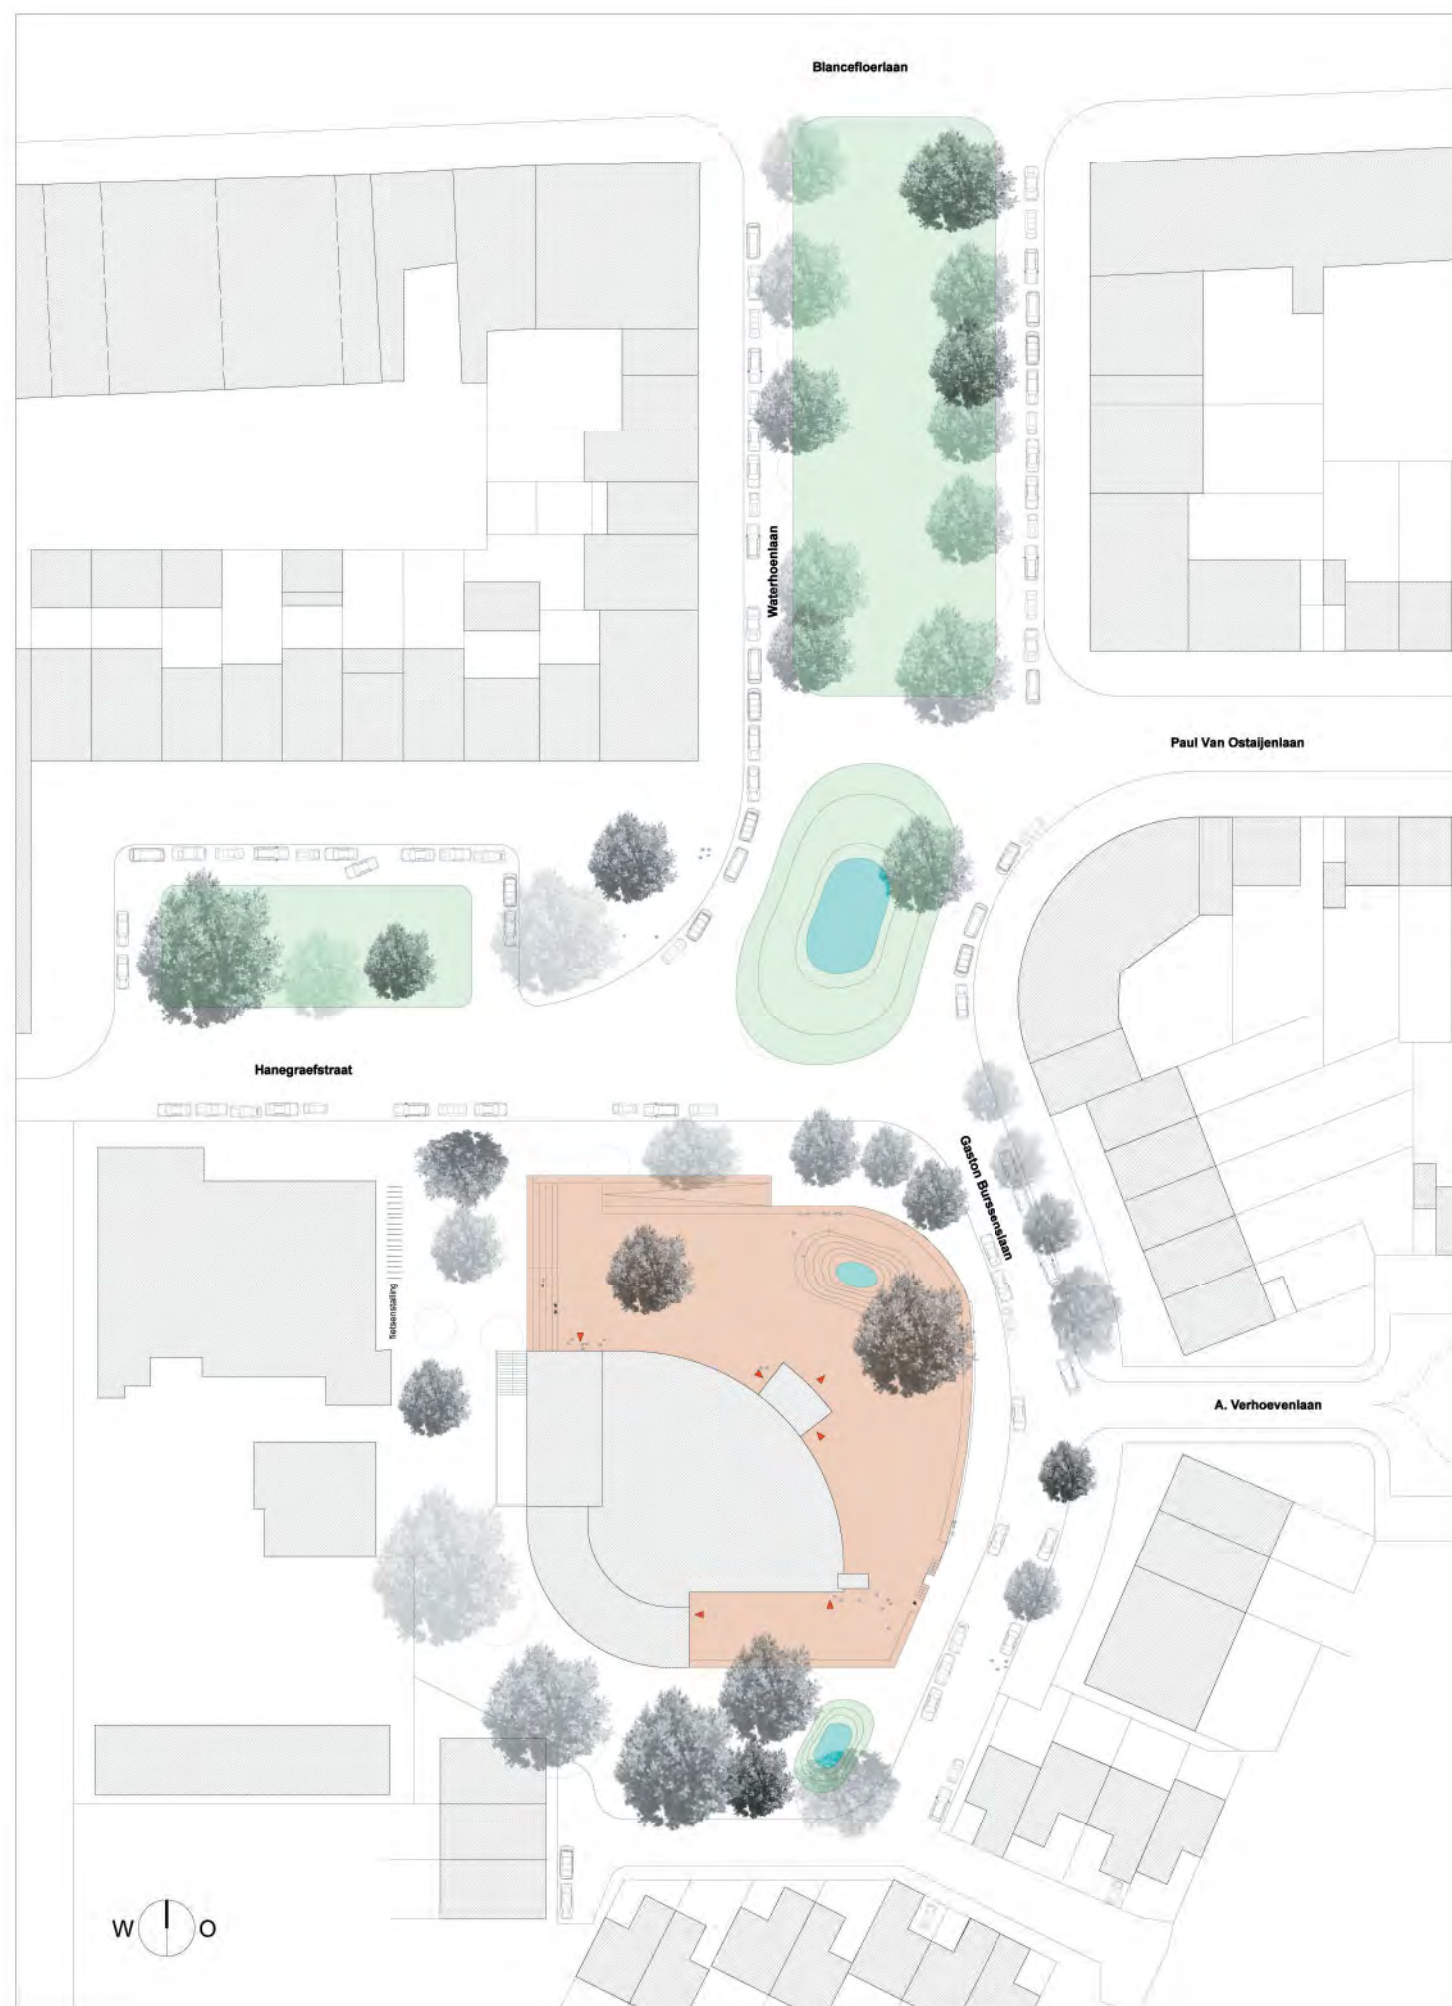 Blancefloerlaan
Waterhoenlaan
Paul Van Ostaijenlaan
Hanegraefstraat
Gaston Burssenslaan
fietsenstalling
A. Verhoevenlaan
W O